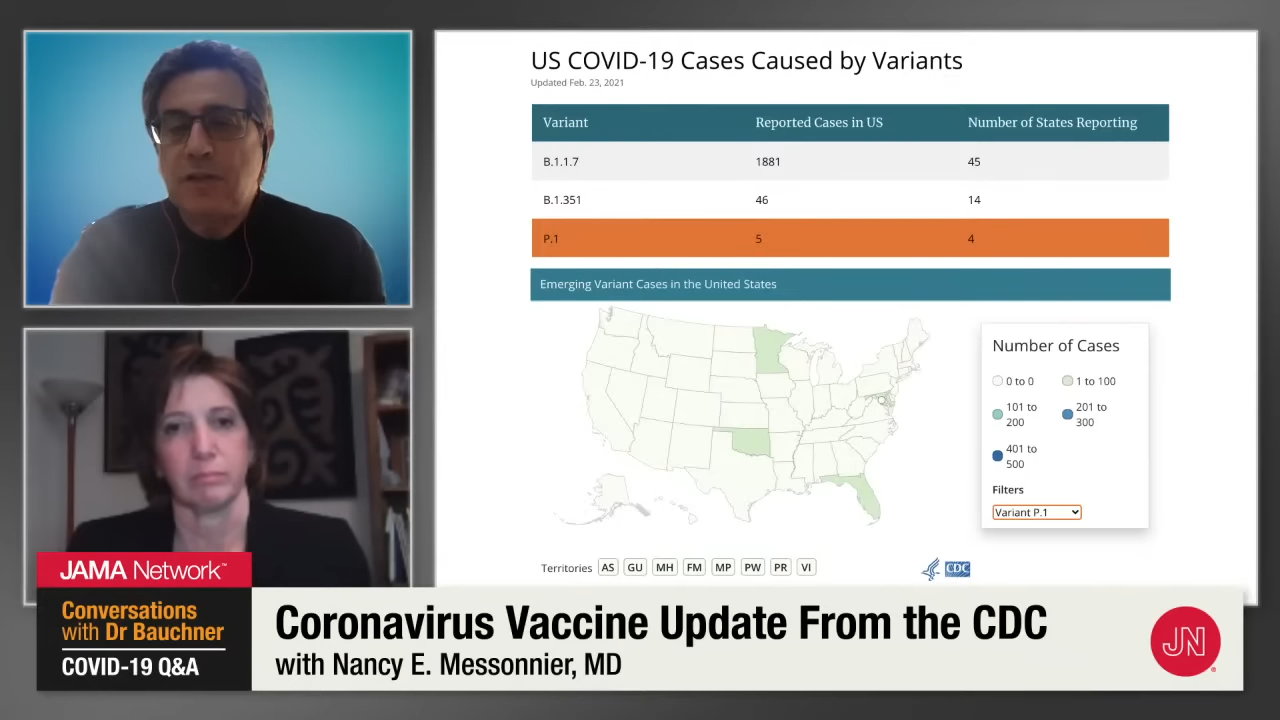 US COVID-19 Cases Caused by Variants
Updated Feb. 23, 2021
Variant Reported Cases in US Number of States Reporting
B.1.1.7 1881 45
B.1.351 46 14
P.1 5 4
Emerging Variant Cases in the United States
Number of Cases
0 to 0 1 to 100
101 to 200 201 to 300
401 to 500
Filters
Variant P.1
Territories AS GU MH FM MP PW PR VI
CDC
JAMA Network™
Conversations
with Dr Bauchner
COVID-19 Q&A
Coronavirus Vaccine Update From the CDC
with Nancy E. Messonnier, MD
JN